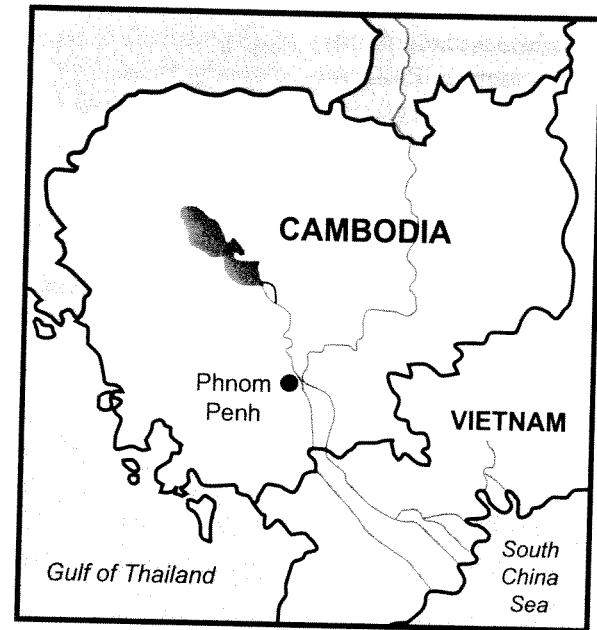 CAMBODIA
Phnom
Penh
VIETNAM
Gulf of Thailand
South
China
Sea